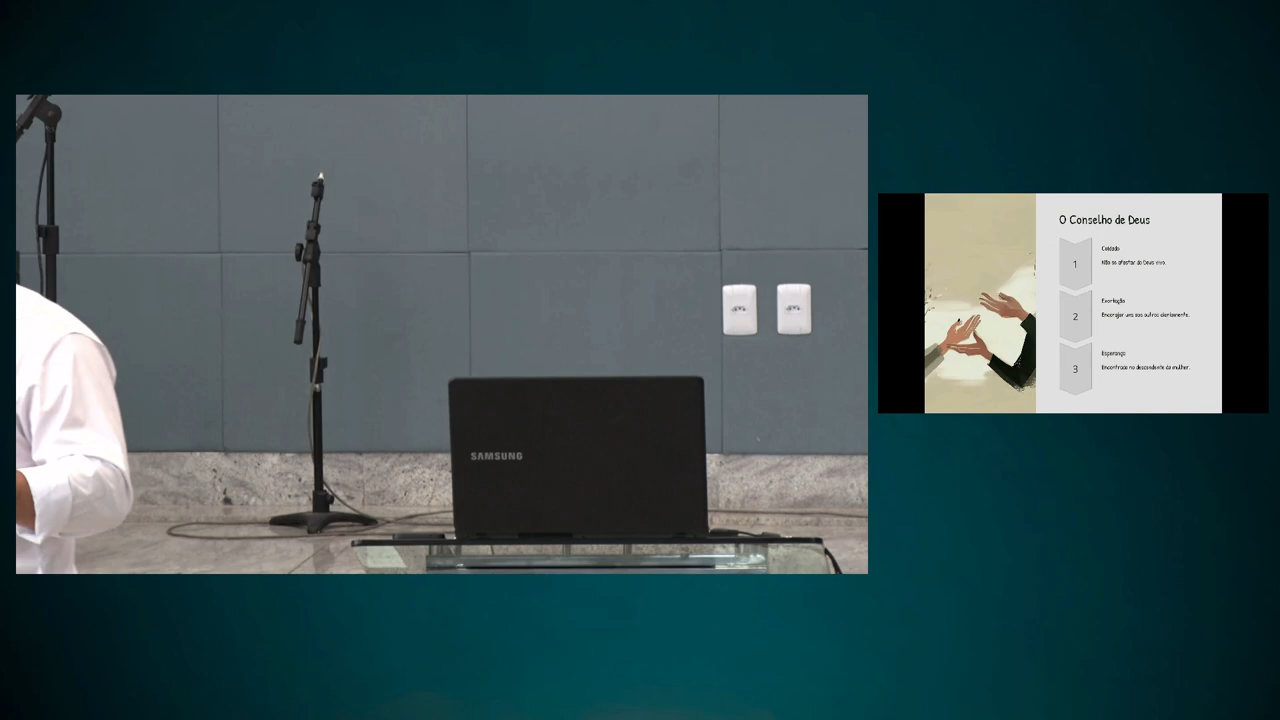 SAMSUNG
O Conselho de Deus
1
Cuidado
Não se afastar do Deus vivo.
2
Exortação
Encorajar uns aos outros diariamente.
3
Esperança
Encontrada no descendente da mulher.